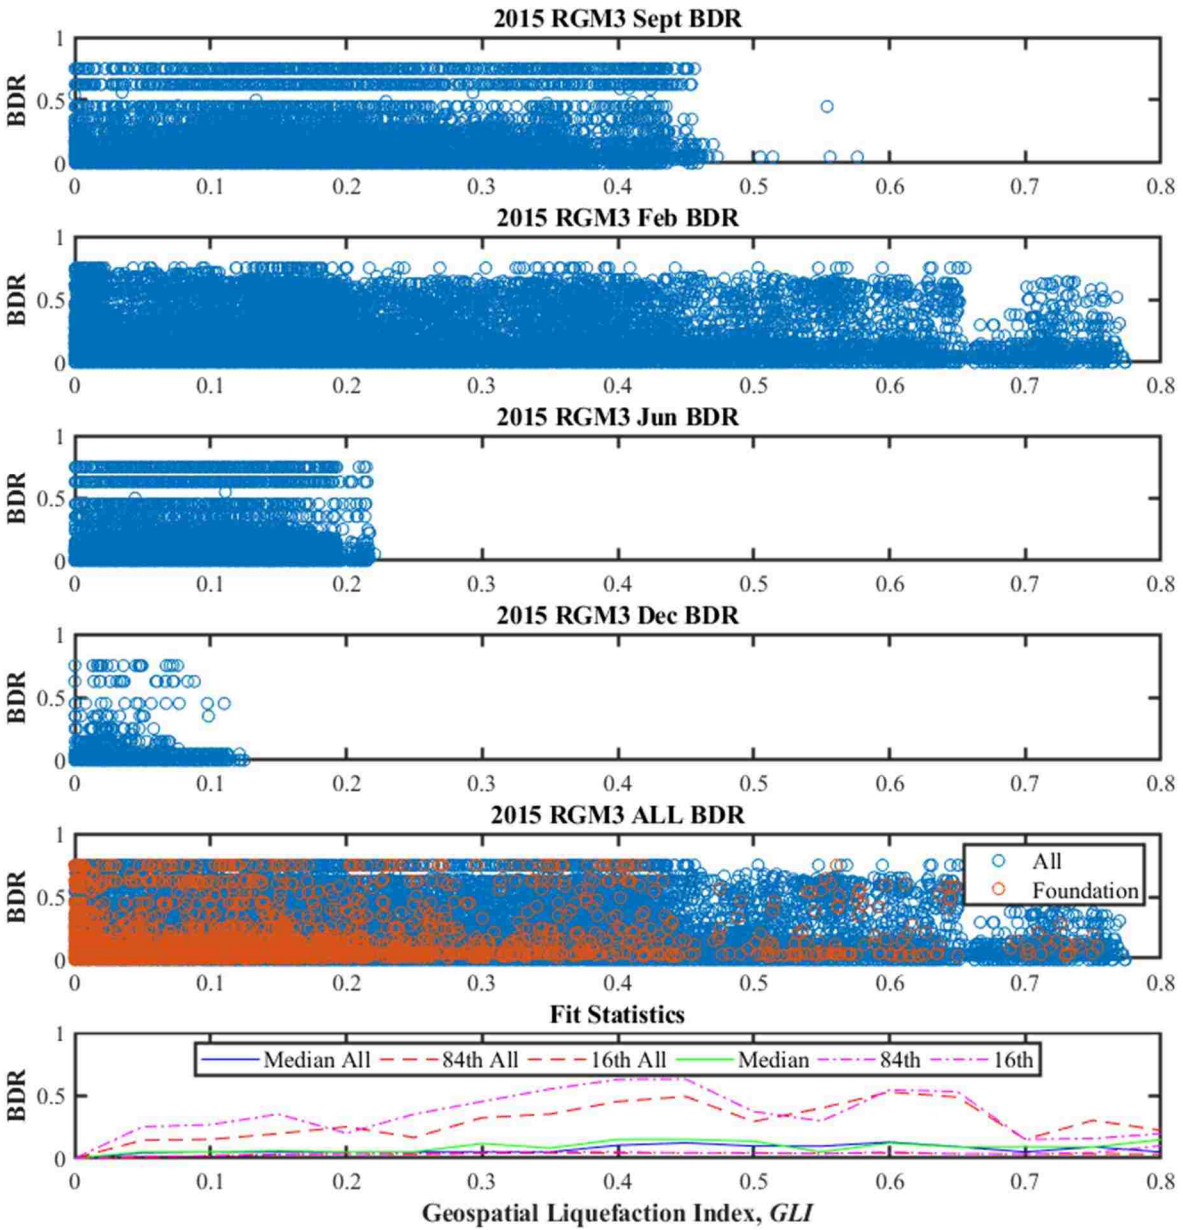 2015 RGM3 Sept BDR
1
0.5
0
BDR
0 0.1 0.2 0.3 0.4 0.5 0.6 0.7 0.8
2015 RGM3 Feb BDR
1
0.5
0
BDR
0 0.1 0.2 0.3 0.4 0.5 0.6 0.7 0.8
2015 RGM3 Jun BDR
1
0.5
0
BDR
0 0.1 0.2 0.3 0.4 0.5 0.6 0.7 0.8
2015 RGM3 Dec BDR
1
0.5
0
BDR
0 0.1 0.2 0.3 0.4 0.5 0.6 0.7 0.8
2015 RGM3 ALL BDR
1
0.5
0
BDR
All
Foundation
0 0.1 0.2 0.3 0.4 0.5 0.6 0.7 0.8
Fit Statistics
1
0.5
0
BDR
Median All 84th All 16th All Median 84th 16th
0 0.1 0.2 0.3 0.4 0.5 0.6 0.7 0.8
Geospatial Liquefaction Index, GLI